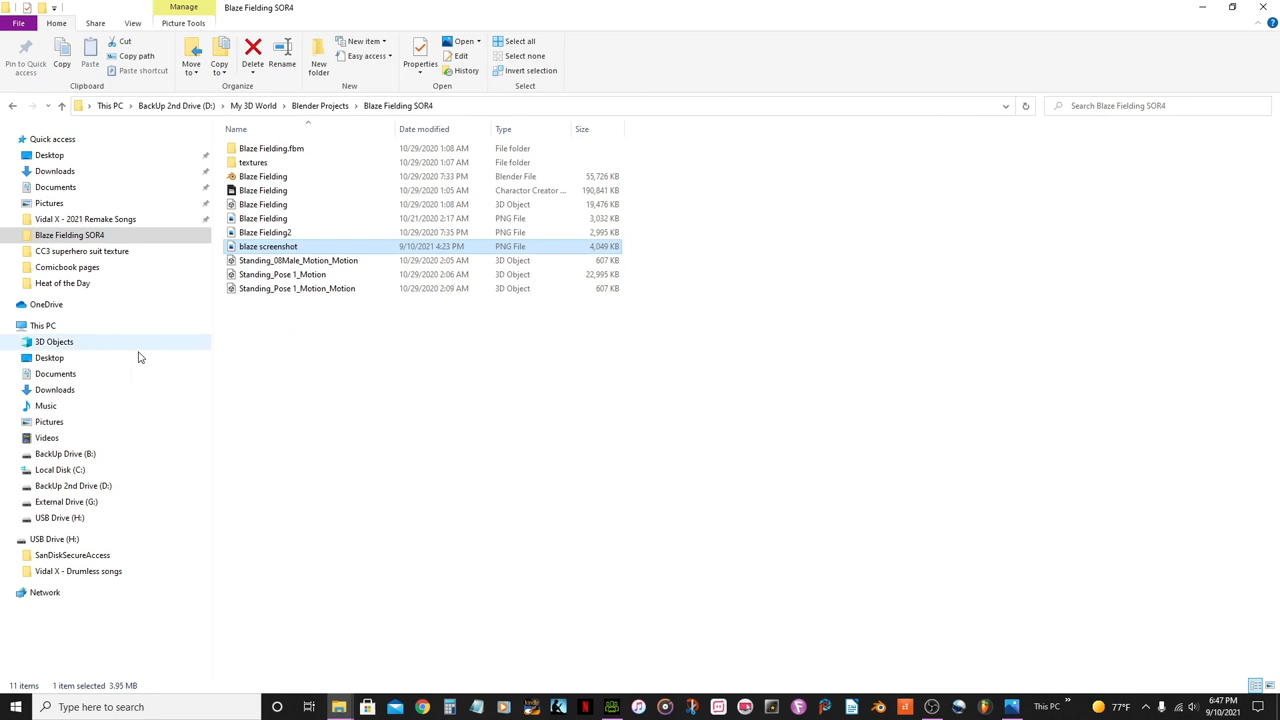 Manage
Blaze Fielding SOR4
File
Home
Share
View
Picture Tools
Pin to Quick access
Copy
Paste
Cut
Copy path
Paste shortcut
Clipboard
Move to
Copy to
Delete
Rename
Organize
New folder
New item
Easy access
New
Properties
Open
Edit
History
Open
Select all
Select none
Invert selection
Select
This PC
BackUp 2nd Drive (D:)
My 3D World
Blender Projects
Blaze Fielding SOR4
Search Blaze Fielding SOR4
Name
Date modified
Type
Size
Blaze Fielding.fbm 10/29/2020 1:08 AM File folder
textures 10/29/2020 1:07 AM File folder
Blaze Fielding 10/29/2020 7:33 PM Blender File 55,726 KB
Blaze Fielding 10/29/2020 1:05 AM Charactor Creator ... 190,841 KB
Blaze Fielding 10/29/2020 1:08 AM 3D Object 19,476 KB
Blaze Fielding 10/21/2020 2:17 AM PNG File 3,032 KB
Blaze Fielding2 10/29/2020 7:35 PM PNG File 2,995 KB
blaze screenshot 9/10/2021 4:23 PM PNG File 4,049 KB
Standing_08Male_Motion_Motion 10/29/2020 2:05 AM 3D Object 607 KB
Standing_Pose 1_Motion 10/29/2020 2:06 AM 3D Object 22,995 KB
Standing_Pose 1_Motion_Motion 10/29/2020 2:09 AM 3D Object 607 KB
Quick access
Desktop
Downloads
Documents
Pictures
Vidal X - 2021 Remake Songs
Blaze Fielding SOR4
CC3 superhero suit texture
Comicbook pages
Heat of the Day
OneDrive
This PC
3D Objects
Desktop
Documents
Downloads
Music
Pictures
Videos
BackUp Drive (B:)
Local Disk (C:)
BackUp 2nd Drive (D:)
External Drive (G:)
USB Drive (H:)
USB Drive (H:)
SanDiskSecureAccess
Vidal X - Drumless songs
Network
11 items
1 item selected 3.95 MB
Type here to search
This PC
77°F
6:47 PM
9/10/2021